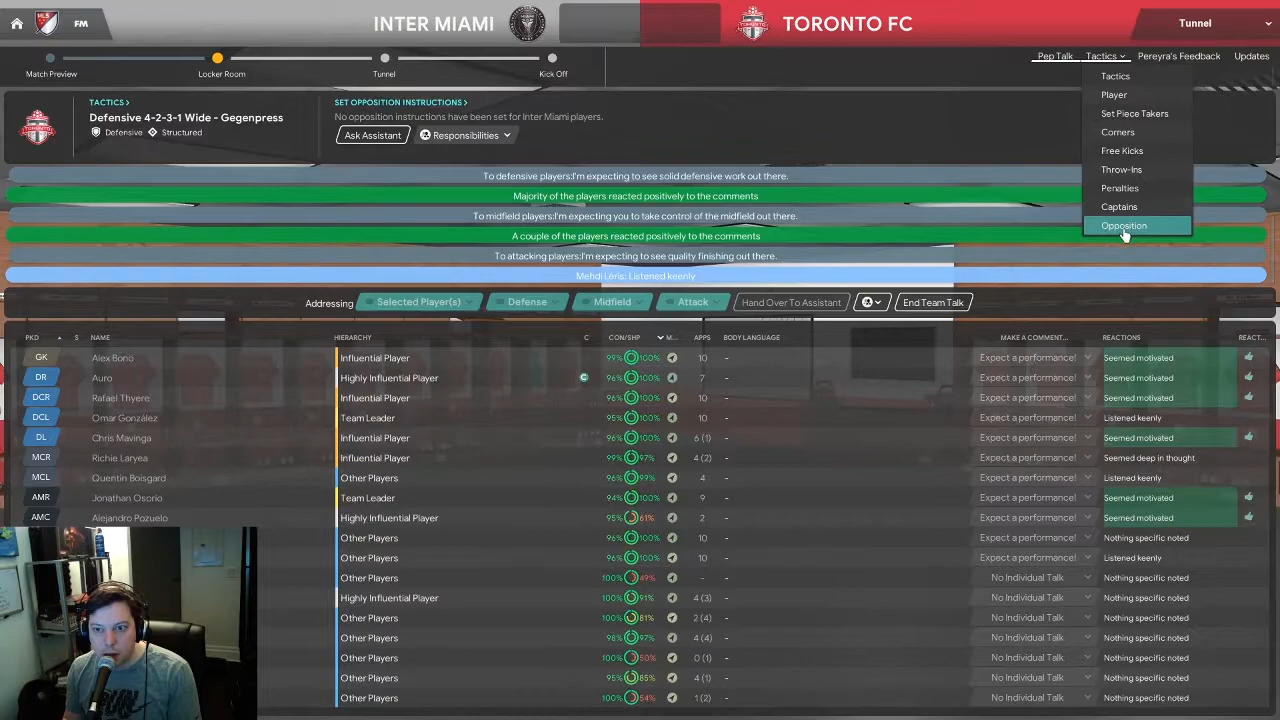 MLS
FM
INTER MIAMI
TORONTO FC
Tunnel
Match Preview
Locker Room
Tunnel
Kick Off
Pep Talk
Tactics
Pereyra's Feedback
Updates
Tactics
Player
Set Piece Takers
Corners
Free Kicks
Throw-Ins
Penalties
Captains
Opposition
TACTICS >
Defensive 4-2-3-1 Wide - Gegenpress
Defensive Structured
SET OPPOSITION INSTRUCTIONS >
No opposition instructions have been set for Inter Miami players.
Ask Assistant Responsibilities
To defensive players:I'm expecting to see solid defensive work out there.
Majority of the players reacted positively to the comments
To midfield players:I'm expecting you to take control of the midfield out there.
A couple of the players reacted positively to the comments
To attacking players:I'm expecting to see quality finishing out there.
Mehdi Léris: Listened keenly
Addressing Selected Player(s) Defense Midfield Attack Hand Over To Assistant End Team Talk
PKD S NAME HIERARCHY C CON/SHP M... APPS BODY LANGUAGE MAKE A COMMENT... REACTIONS REACT...
GK Alex Bono Influential Player 99% 100% 10 - Expect a performance! Seemed motivated
DR Auro Highly Influential Player C 96% 100% 7 - Expect a performance! Seemed motivated
DCR Rafael Thyere Influential Player 96% 100% 10 - Expect a performance! Seemed motivated
DCL Omar González Team Leader 95% 100% 10 - Expect a performance! Listened keenly
DL Chris Mavinga Influential Player 96% 100% 6 (1) - Expect a performance! Seemed motivated
MCR Richie Laryea Influential Player 99% 97% 4 (2) - Expect a performance! Seemed deep in thought
MCL Quentin Boisgard Other Players 96% 99% 4 - Expect a performance! Listened keenly
AMR Jonathan Osorio Team Leader 94% 100% 9 - Expect a performance! Seemed motivated
AMC Alejandro Pozuelo Highly Influential Player 95% 61% 2 - Expect a performance! Seemed motivated
Other Players 96% 100% 10 - Expect a performance! Nothing specific noted
Other Players 96% 100% 10 - Expect a performance! Listened keenly
Other Players 100% 49% - - No Individual Talk Nothing specific noted
Highly Influential Player 100% 91% 4 (3) - No Individual Talk Nothing specific noted
Other Players 100% 81% 2 (4) - No Individual Talk Nothing specific noted
Other Players 98% 97% 4 (4) - No Individual Talk Nothing specific noted
Other Players 100% 50% 0 (1) - No Individual Talk Nothing specific noted
Other Players 95% 85% 4 (1) - No Individual Talk Nothing specific noted
Other Players 100% 54% 1 (2) - No Individual Talk Nothing specific noted